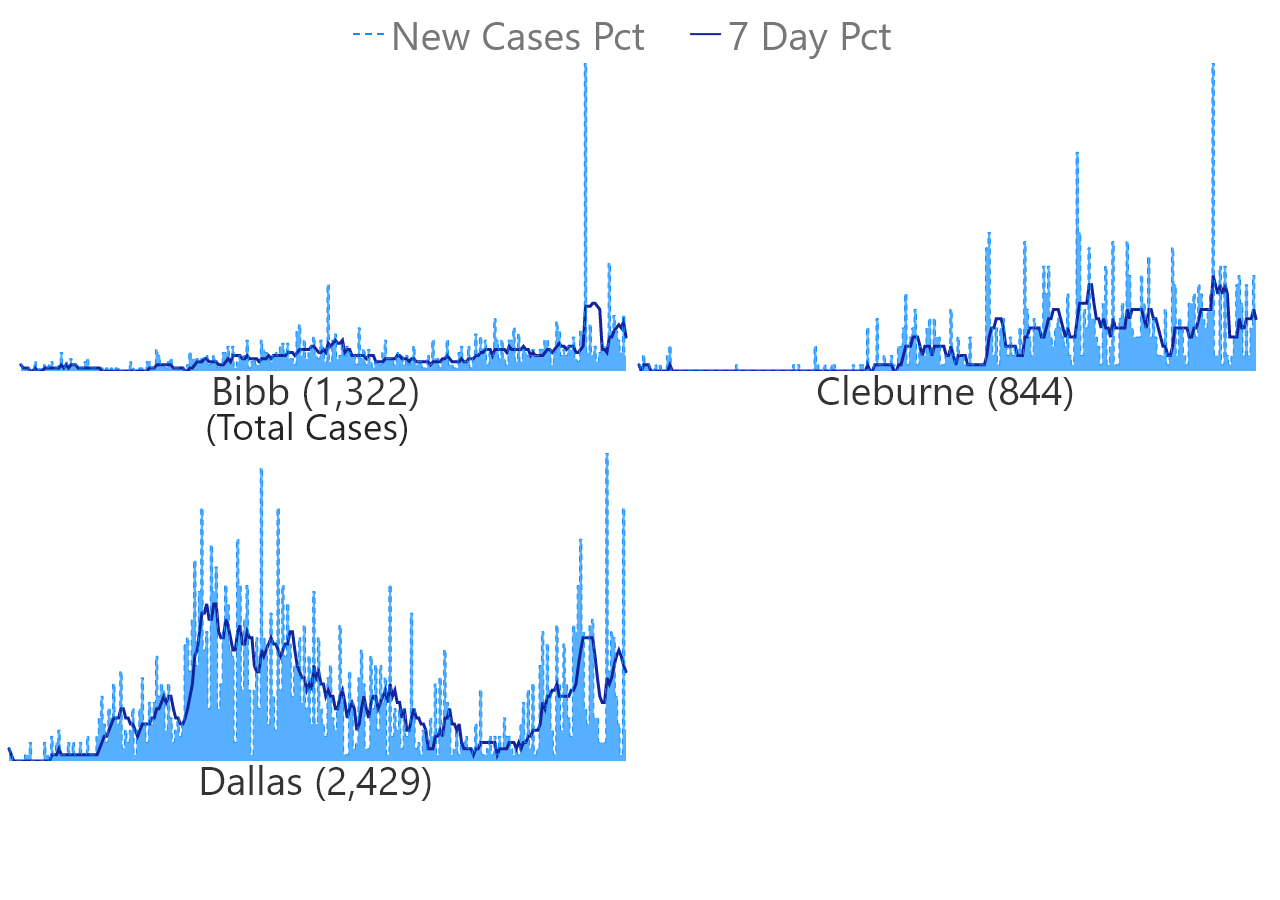 New Cases Pct 7 Day Pct
Bibb (1,322)
(Total Cases)
Cleburne (844)
Dallas (2,429)